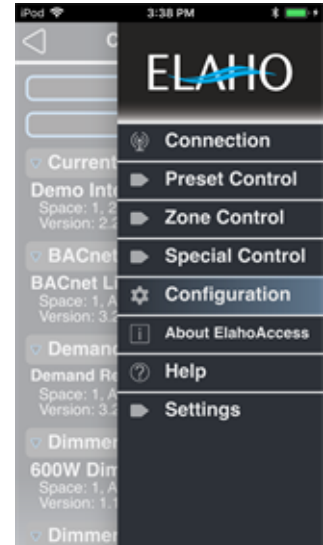 iPod 3:38 PM
C
ELAHO
Connection
Current
Preset Control
Demo Inte
Space: 1, 2
Version: 2.2
Zone Control
BACnet
Special Control
BACnet Li
Space: 1, A
Version: 3.2
Configuration
Demand
About ElahoAccess
Demand Re
Space: 1, A
Version: 3.2
Help
Settings
Dimmer
600W Dim
Space: 1, A
Version: 1.1
Dimmer